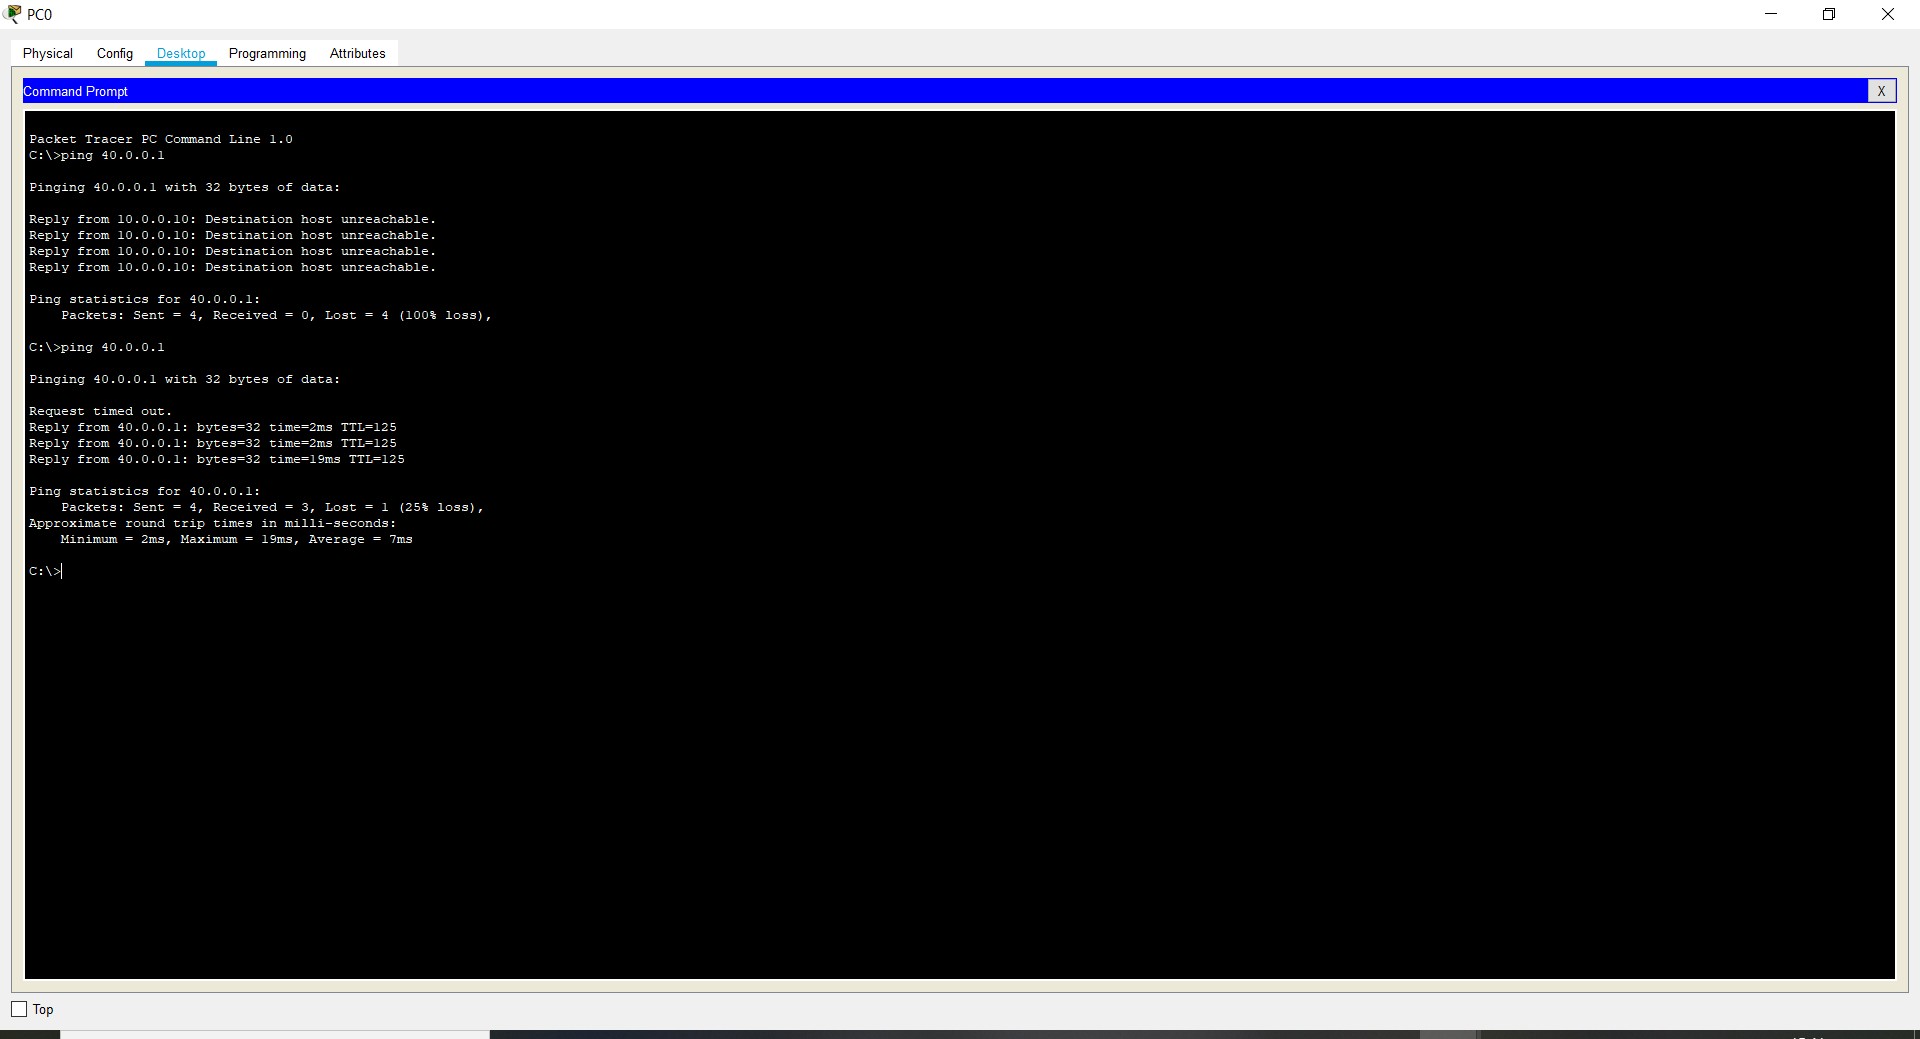 PC0
Physical Config Desktop Programming Attributes
Command Prompt
X
Packet Tracer PC Command Line 1.0
C:\>ping 40.0.0.1
Pinging 40.0.0.1 with 32 bytes of data:
Reply from 10.0.0.10: Destination host unreachable.
Reply from 10.0.0.10: Destination host unreachable.
Reply from 10.0.0.10: Destination host unreachable.
Reply from 10.0.0.10: Destination host unreachable.
Ping statistics for 40.0.0.1:
Packets: Sent = 4, Received = 0, Lost = 4 (100% loss),
C:\>ping 40.0.0.1
Pinging 40.0.0.1 with 32 bytes of data:
Request timed out.
Reply from 40.0.0.1: bytes=32 time=2ms TTL=125
Reply from 40.0.0.1: bytes=32 time=2ms TTL=125
Reply from 40.0.0.1: bytes=32 time=19ms TTL=125
Ping statistics for 40.0.0.1:
Packets: Sent = 4, Received = 3, Lost = 1 (25% loss),
Approximate round trip times in milli-seconds:
Minimum = 2ms, Maximum = 19ms, Average = 7ms
C:\>
Top